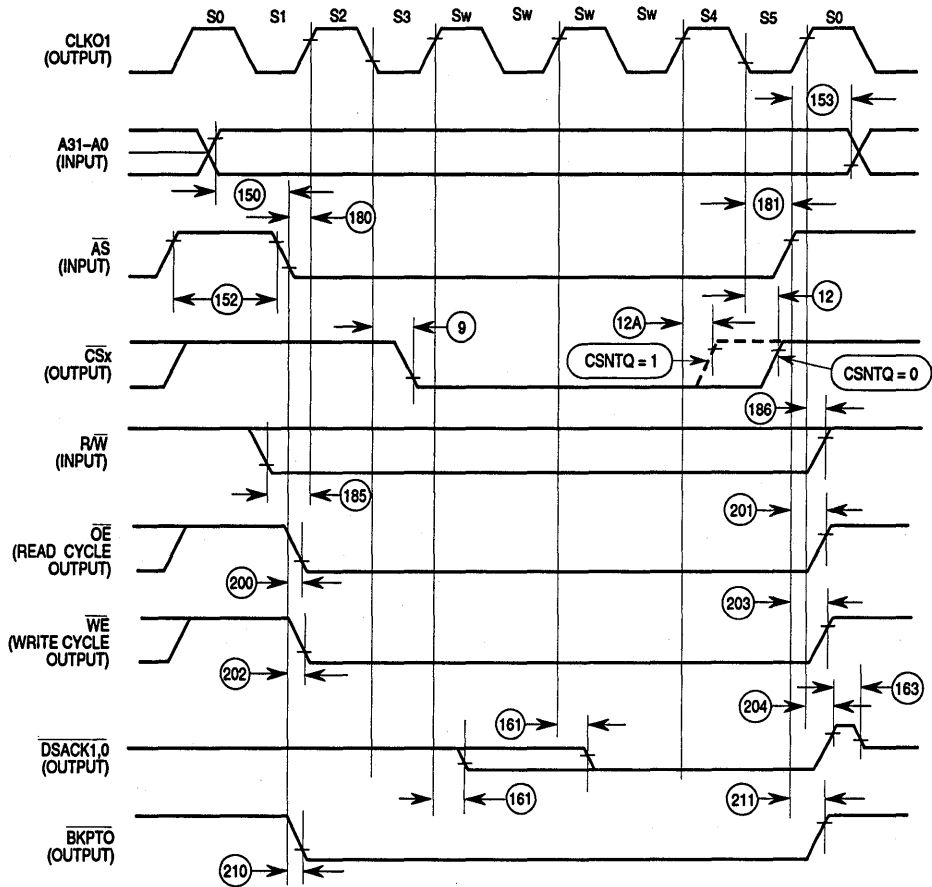 S0 S1 S2 S3 Sw Sw Sw Sw S4 S5 S0
CLKO1
(OUTPUT)
153
A31–A0
(INPUT)
150
180
181
AS
(INPUT)
152
12
9
12A
CSx
(OUTPUT)
CSNTQ = 1
CSNTQ = 0
186
R/W
(INPUT)
185
201
OE
(READ CYCLE
OUTPUT)
200
203
WE
(WRITE CYCLE
OUTPUT)
202
163
204
161
DSACK1,0
(OUTPUT)
161
211
BKPTO
(OUTPUT)
210